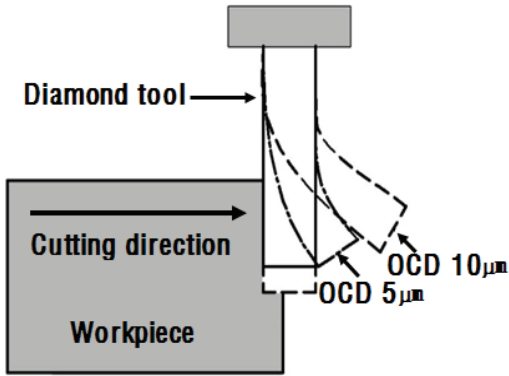 Diamond tool
Cutting direction
OCD 10㎛
OCD 5㎛
Workpiece